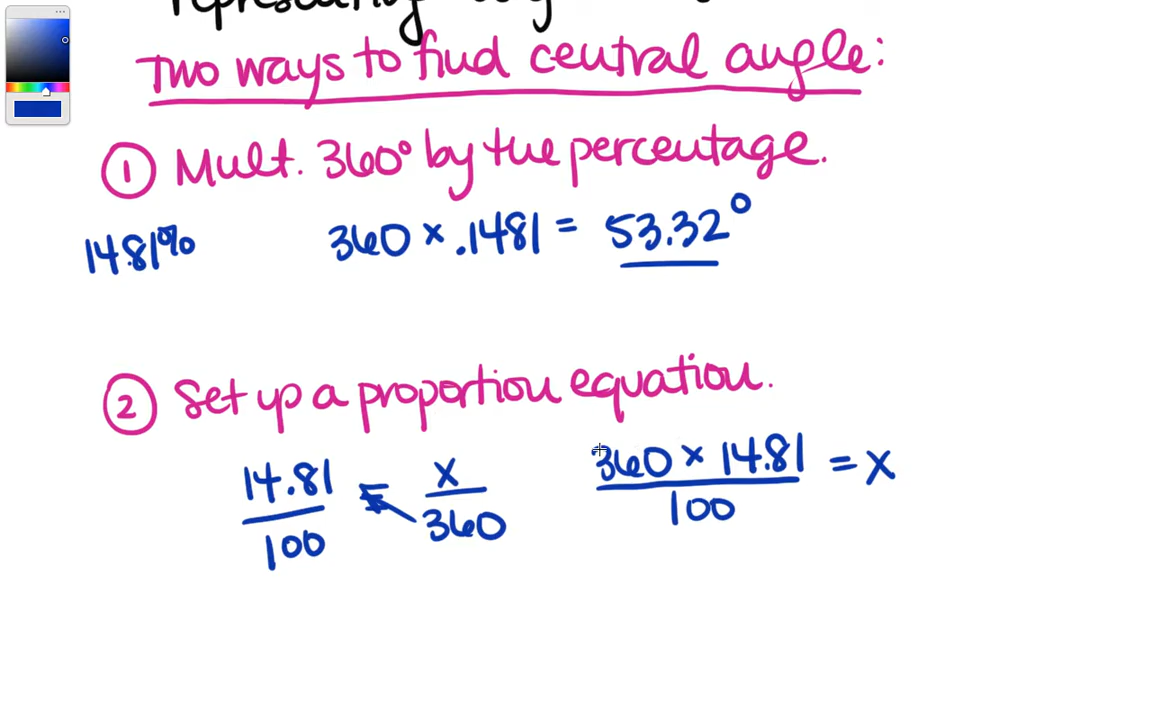 representing
Two ways to find central angle:
① Mult. 360° by the percentage.
14.81% 360 × .1481 = 53.32°
② Set up a proportion equation.
14.81 = x 360 × 14.81 = x
100 360 100